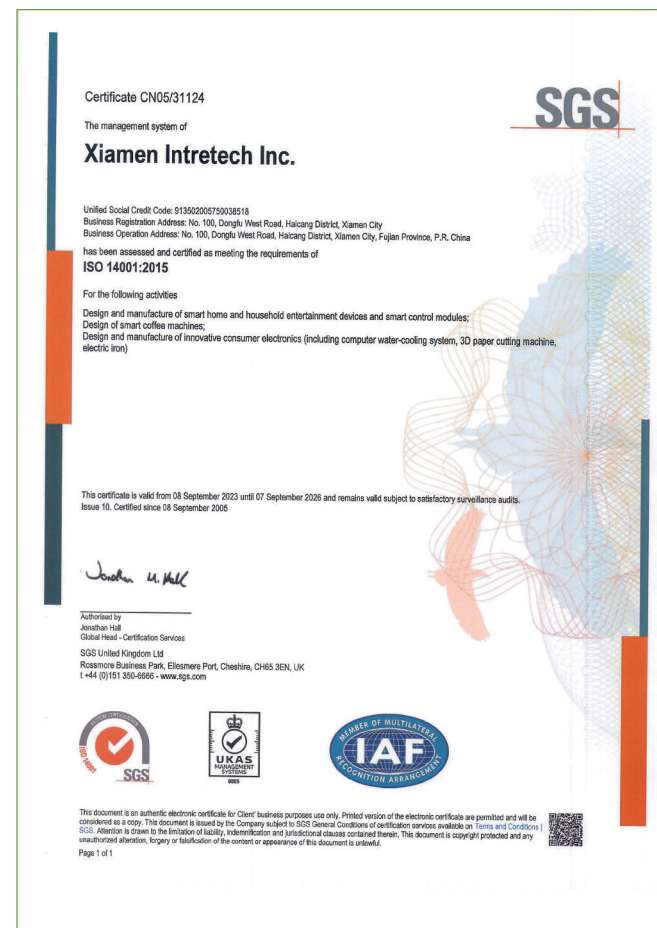 Certificate CN05/31124
SGS
The management system of
Xiamen Intretech Inc.
Unified Social Credit Code: 913502005750038518
Business Registration Address: No. 100, Dongfu West Road, Haicang District, Xiamen City
Business Operation Address: No. 100, Dongfu West Road, Haicang District, Xiamen City, Fujian Province, P.R. China
has been assessed and certified as meeting the requirements of
ISO 14001:2015
For the following activities
Design and manufacture of smart home and household entertainment devices and smart control modules;
Design of smart coffee machines;
Design and manufacture of innovative consumer electronics (including computer water-cooling system, 3D paper cutting machine,
electric iron)
This certificate is valid from 08 September 2023 until 07 September 2026 and remains valid subject to satisfactory surveillance audits.
Issue 10. Certified since 08 September 2005
Jonathan M. Hall
Authorised by
Jonathan Hall
Global Head - Certification Services
SGS United Kingdom Ltd
Rossmore Business Park, Ellesmere Port, Cheshire, CH65 3EN, UK
t +44 (0)151 350-6666 - www.sgs.com
SYSTEM CERTIFICATION
ISO 14001
SGS
UKAS
MANAGEMENT
SYSTEMS
0005
MEMBER OF MULTILATERAL
IAF
RECOGNITION ARRANGEMENT
This document is an authentic electronic certificate for Client' business purposes use only. Printed version of the electronic certificate are permitted and will be
considered as a copy. This document is issued by the Company subject to SGS General Conditions of certification services available on Terms and Conditions |
SGS. Attention is drawn to the limitation of liability, indemnification and jurisdictional clauses contained therein. This document is copyright protected and any
unauthorized alteration, forgery or falsification of the content or appearance of this document is unlawful.
Page 1 of 1